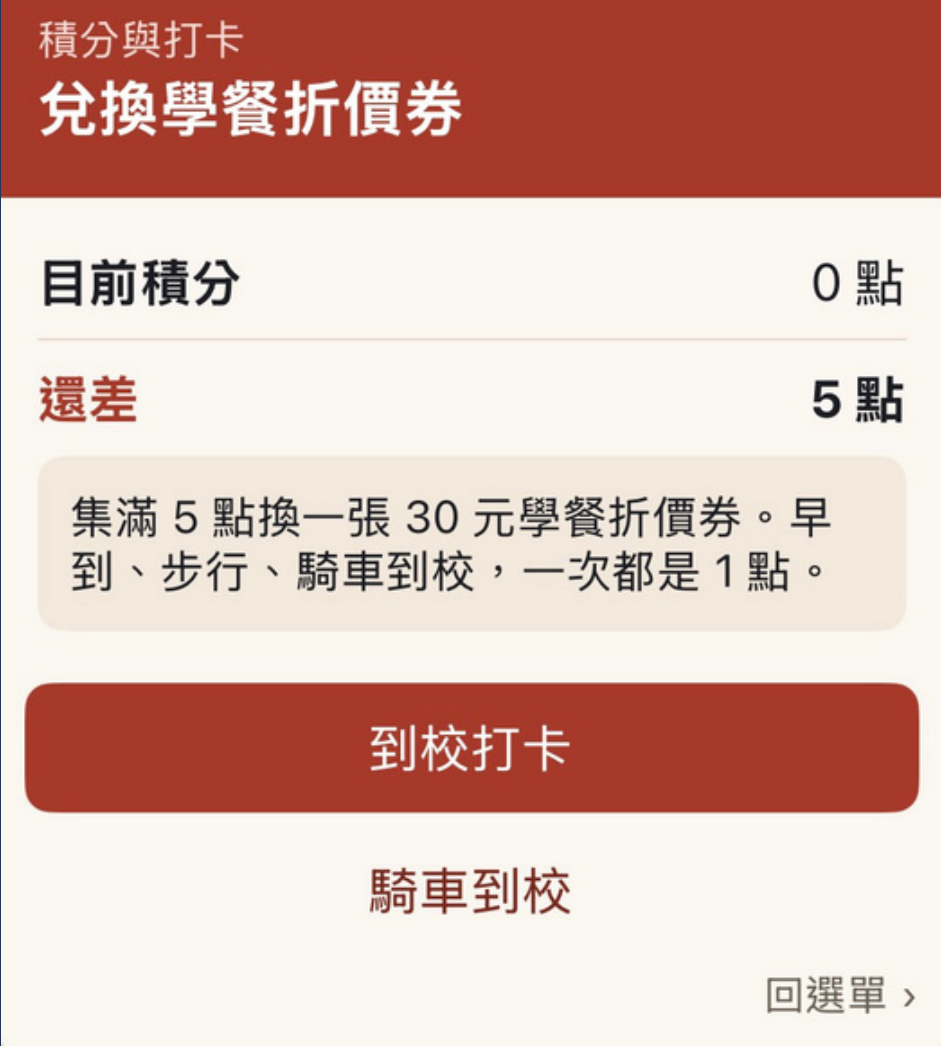 積分與打卡
兌換學餐折價券
目前積分 0 點
還差 5 點
集滿 5 點換一張 30 元學餐折價券。早
到、步行、騎車到校，一次都是 1 點。
到校打卡
騎車到校
回選單 ›